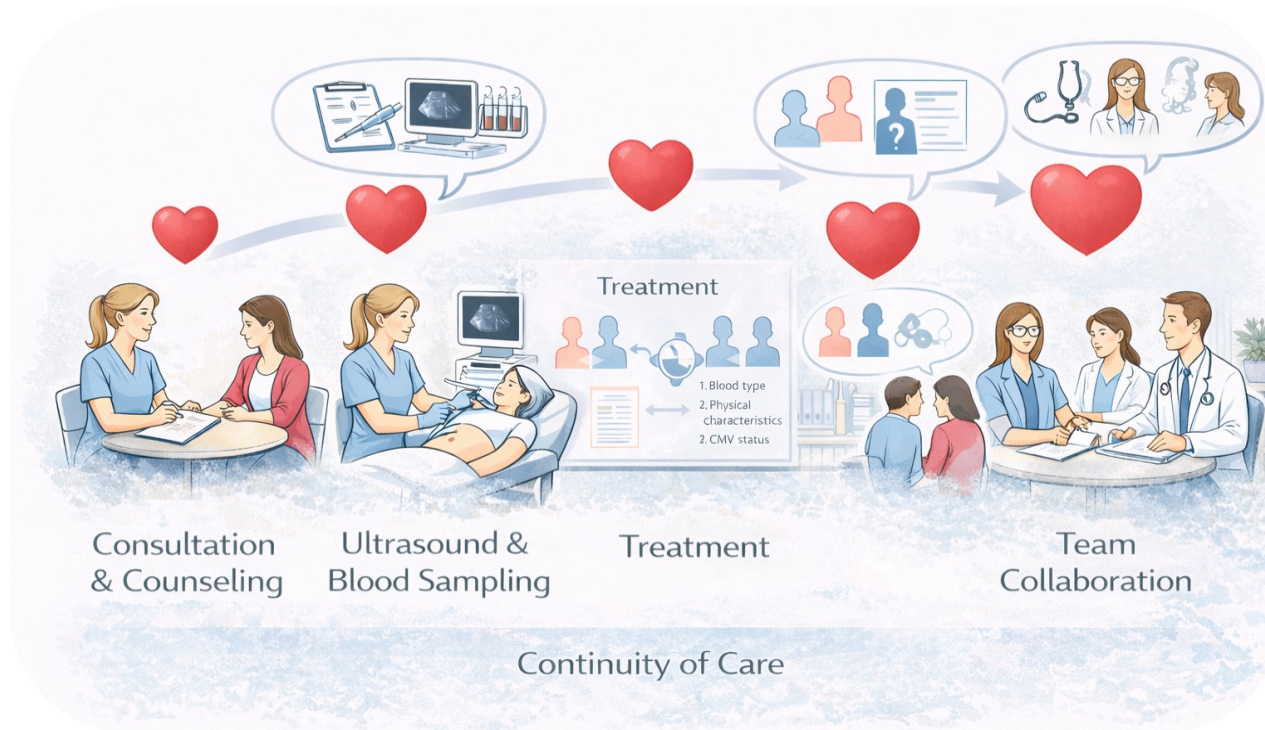 Treatment
1. Blood type
2. Physical
characteristics
2. CMV status
?
Consultation
& Counseling
Ultrasound &
Blood Sampling
Treatment
Team
Collaboration
Continuity of Care